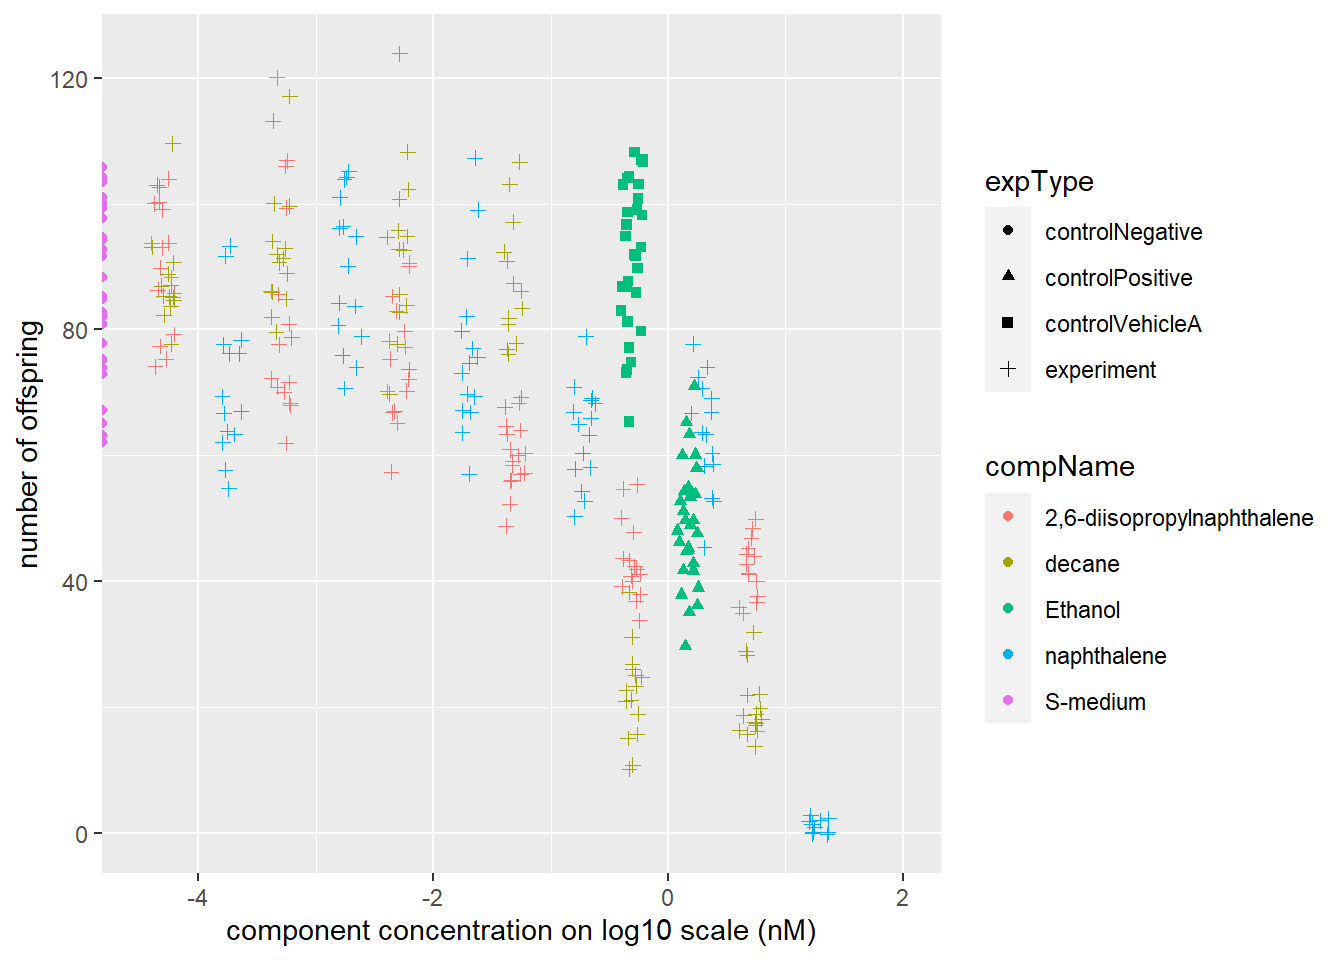 120
80
40
0
number of offspring
-4
-2
0
2
component concentration on log10 scale (nM)
expType
controlNegative
controlPositive
controlVehicleA
experiment
compName
2,6-diisopropylnaphthalene
decane
Ethanol
naphthalene
S-medium